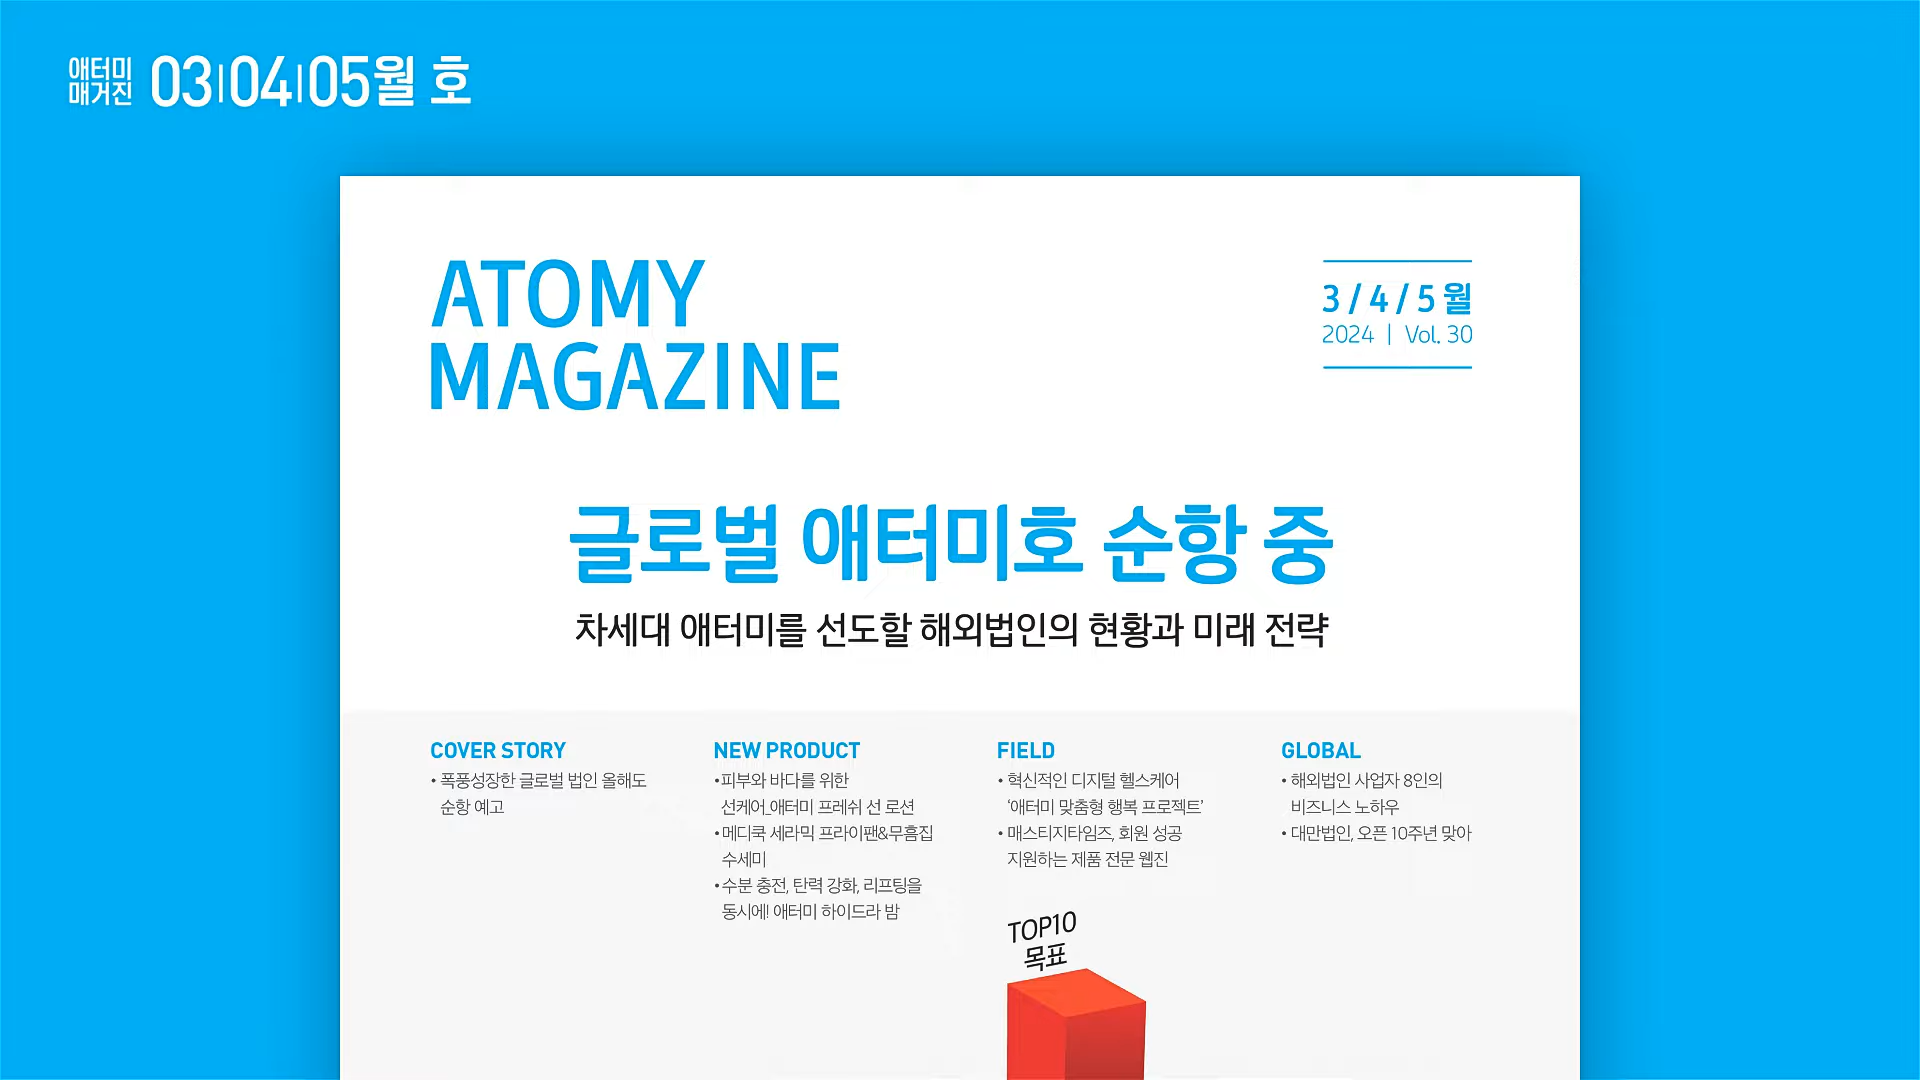 애터미
매거진
03|04|05월 호
ATOMY
MAGAZINE
3 / 4 / 5 월
2024 | Vol. 30
글로벌 애터미호 순항 중
차세대 애터미를 선도할 해외법인의 현황과 미래 전략
COVER STORY
• 폭풍성장한 글로벌 법인 올해도
순항 예고
NEW PRODUCT
•피부와 바다를 위한
선케어_애터미 프레쉬 선 로션
•메디쿡 세라믹 프라이팬&무흠집
수세미
•수분 충전, 탄력 강화, 리프팅을
동시에! 애터미 하이드라 밤
FIELD
• 혁신적인 디지털 헬스케어
‘애터미 맞춤형 행복 프로젝트’
• 매스티지타임즈, 회원 성공
지원하는 제품 전문 웹진
GLOBAL
• 해외법인 사업자 8인의
비즈니스 노하우
• 대만법인, 오픈 10주년 맞아
TOP10
목표